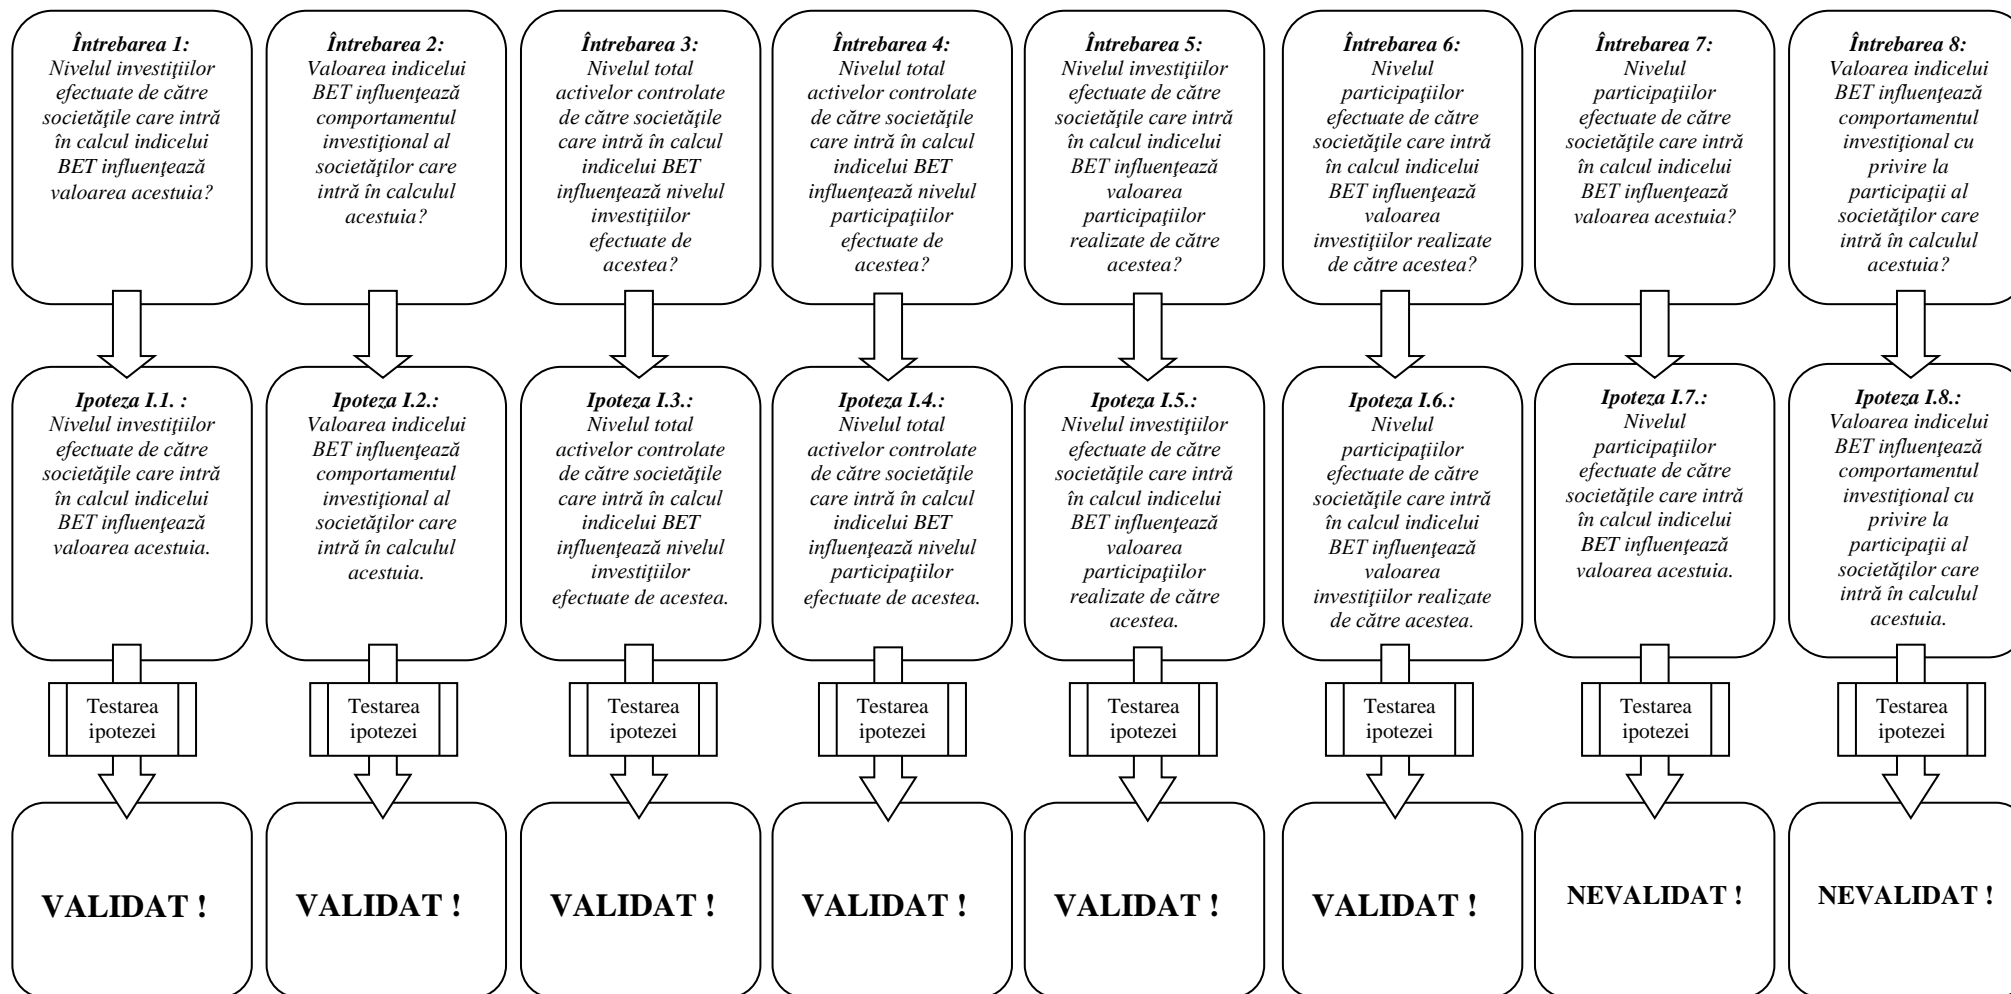 Întrebarea 1:
Nivelul investiţiilor
efectuate de către
societăţile care intră
în calcul indicelui
BET influenţează
valoarea acestuia?
Întrebarea 2:
Valoarea indicelui
BET influenţează
comportamentul
investiţional al
societăţilor care
intră în calculul
acestuia?
Întrebarea 3:
Nivelul total
activelor controlate
de către societăţile
care intră în calcul
indicelui BET
influenţează nivelul
investiţiilor
efectuate de
acestea?
Întrebarea 4:
Nivelul total
activelor controlate
de către societăţile
care intră în calcul
indicelui BET
influenţează nivelul
participaţiilor
efectuate de
acestea?
Întrebarea 5:
Nivelul investiţiilor
efectuate de către
societăţile care intră
în calcul indicelui
BET influenţează
valoarea
participaţiilor
realizate de către
acestea?
Întrebarea 6:
Nivelul
participaţiilor
efectuate de către
societăţile care intră
în calcul indicelui
BET influenţează
valoarea
investiţiilor realizate
de către acestea?
Întrebarea 7:
Nivelul
participaţiilor
efectuate de către
societăţile care intră
în calcul indicelui
BET influenţează
valoarea acestuia?
Întrebarea 8:
Valoarea indicelui
BET influenţează
comportamentul
investiţional cu
privire la
participaţii al
societăţilor care
intră în calculul
acestuia?
Ipoteza I.1. :
Nivelul investiţiilor
efectuate de către
societăţile care intră
în calcul indicelui
BET influenţează
valoarea acestuia.
Ipoteza I.2.:
Valoarea indicelui
BET influenţează
comportamentul
investiţional al
societăţilor care
intră în calculul
acestuia.
Ipoteza I.3.:
Nivelul total
activelor controlate
de către societăţile
care intră în calcul
indicelui BET
influenţează nivelul
investiţiilor
efectuate de acestea.
Ipoteza I.4.:
Nivelul total
activelor controlate
de către societăţile
care intră în calcul
indicelui BET
influenţează nivelul
participaţiilor
efectuate de acestea.
Ipoteza I.5.:
Nivelul investiţiilor
efectuate de către
societăţile care intră
în calcul indicelui
BET influenţează
valoarea
participaţiilor
realizate de către
acestea.
Ipoteza I.6.:
Nivelul
participaţiilor
efectuate de către
societăţile care intră
în calcul indicelui
BET influenţează
valoarea
investiţiilor realizate
de către acestea.
Ipoteza I.7.:
Nivelul
participaţiilor
efectuate de către
societăţile care intră
în calcul indicelui
BET influenţează
valoarea acestuia.
Ipoteza I.8.:
Valoarea indicelui
BET influenţează
comportamentul
investiţional cu
privire la
participaţii al
societăţilor care
intră în calculul
acestuia.
Testarea
ipotezei
Testarea
ipotezei
Testarea
ipotezei
Testarea
ipotezei
Testarea
ipotezei
Testarea
ipotezei
Testarea
ipotezei
Testarea
ipotezei
VALIDAT !
VALIDAT !
VALIDAT !
VALIDAT !
VALIDAT !
VALIDAT !
NEVALIDAT !
NEVALIDAT !